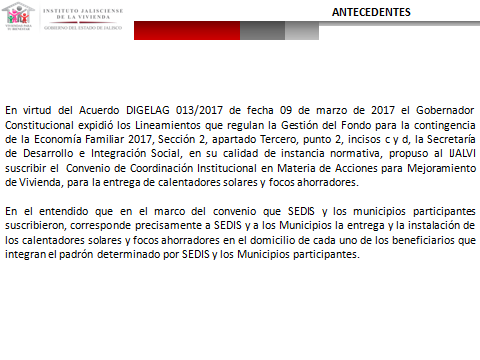 INSTITUTO JALISCIENSE
DE LA VIVIENDA
GOBIERNO DEL ESTADO DE JALISCO
ANTECEDENTES
En virtud del Acuerdo DIGELAG 013/2017 de fecha 09 de marzo de 2017 el Gobernador
Constitucional expidió los Lineamientos que regulan la Gestión del Fondo para la contingencia
de la Economía Familiar 2017, Sección 2, apartado Tercero, punto 2, incisos c y d, la Secretaría
de Desarrollo e Integración Social, en su calidad de instancia normativa, propuso al IJALVI
suscribir el Convenio de Coordinación Institucional en Materia de Acciones para Mejoramiento
de Vivienda, para la entrega de calentadores solares y focos ahorradores.
En el entendido que en el marco del convenio que SEDIS y los municipios participantes
suscribieron, corresponde precisamente a SEDIS y a los Municipios la entrega y la instalación de
los calentadores solares y focos ahorradores en el domicilio de cada uno de los beneficiarios que
integran el padrón determinado por SEDIS y los Municipios participantes.